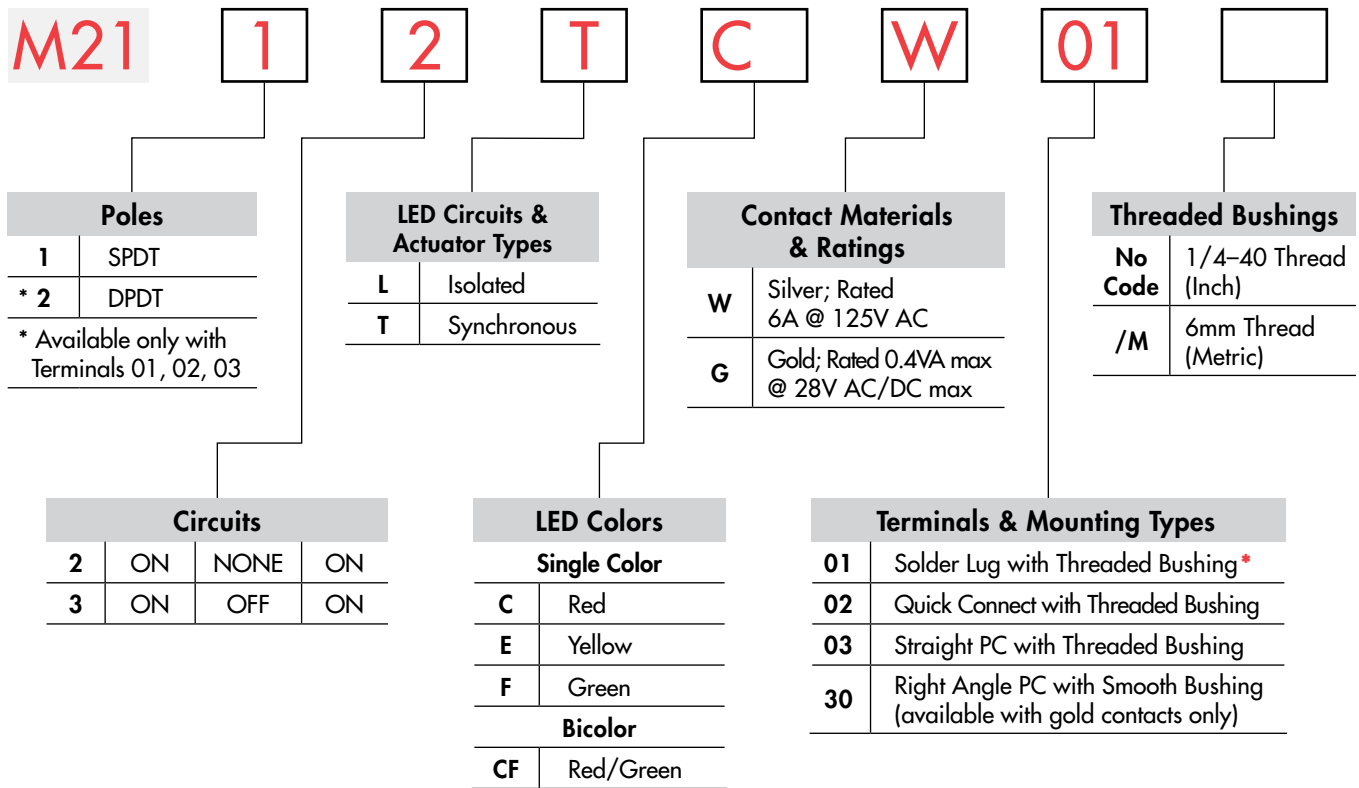 M21 1 2 T C W 01
Poles
1 SPDT
* 2 DPDT
* Available only with
Terminals 01, 02, 03
LED Circuits &
Actuator Types
L Isolated
T Synchronous
Contact Materials
& Ratings
W Silver; Rated
6A @ 125V AC
G Gold; Rated 0.4VA max
@ 28V AC/DC max
Threaded Bushings
No
Code 1/4–40 Thread
(Inch)
/M 6mm Thread
(Metric)
Circuits
2 ON NONE ON
3 ON OFF ON
LED Colors
Single Color
C Red
E Yellow
F Green
Bicolor
CF Red/Green
Terminals & Mounting Types
01 Solder Lug with Threaded Bushing*
02 Quick Connect with Threaded Bushing
03 Straight PC with Threaded Bushing
30 Right Angle PC with Smooth Bushing
(available with gold contacts only)